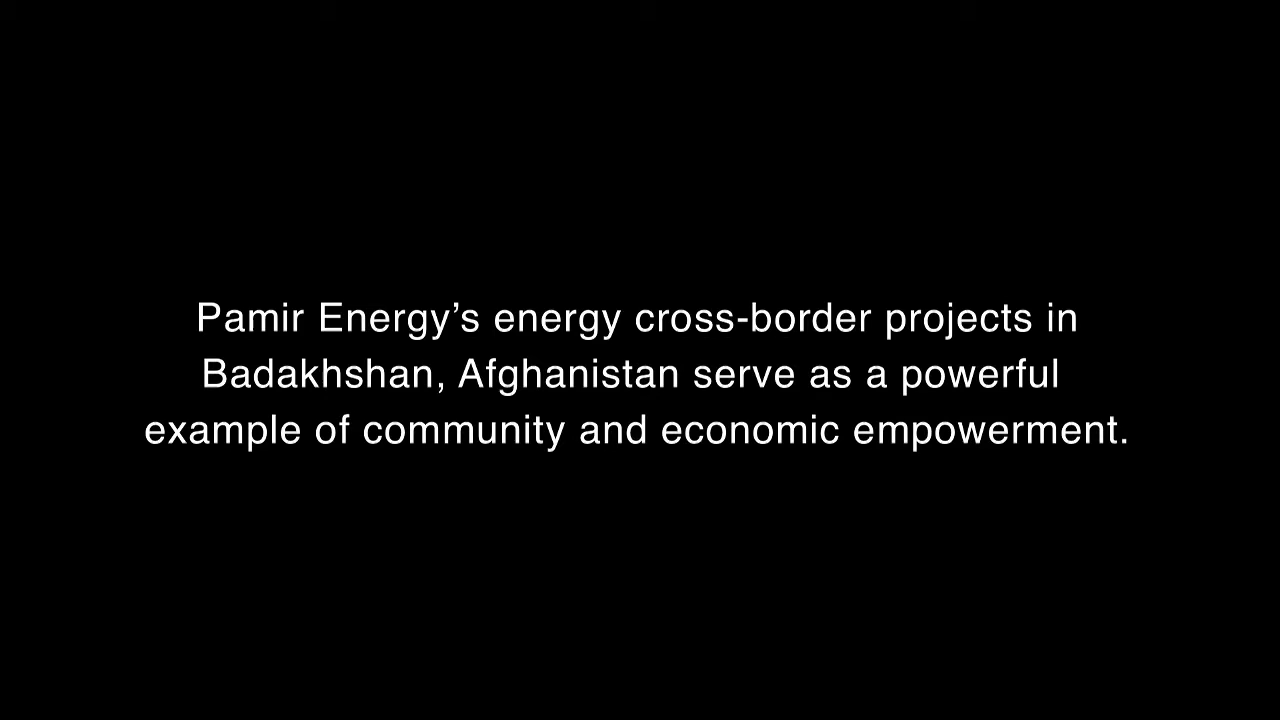 Pamir Energy’s energy cross-border projects in
Badakhshan, Afghanistan serve as a powerful
example of community and economic empowerment.